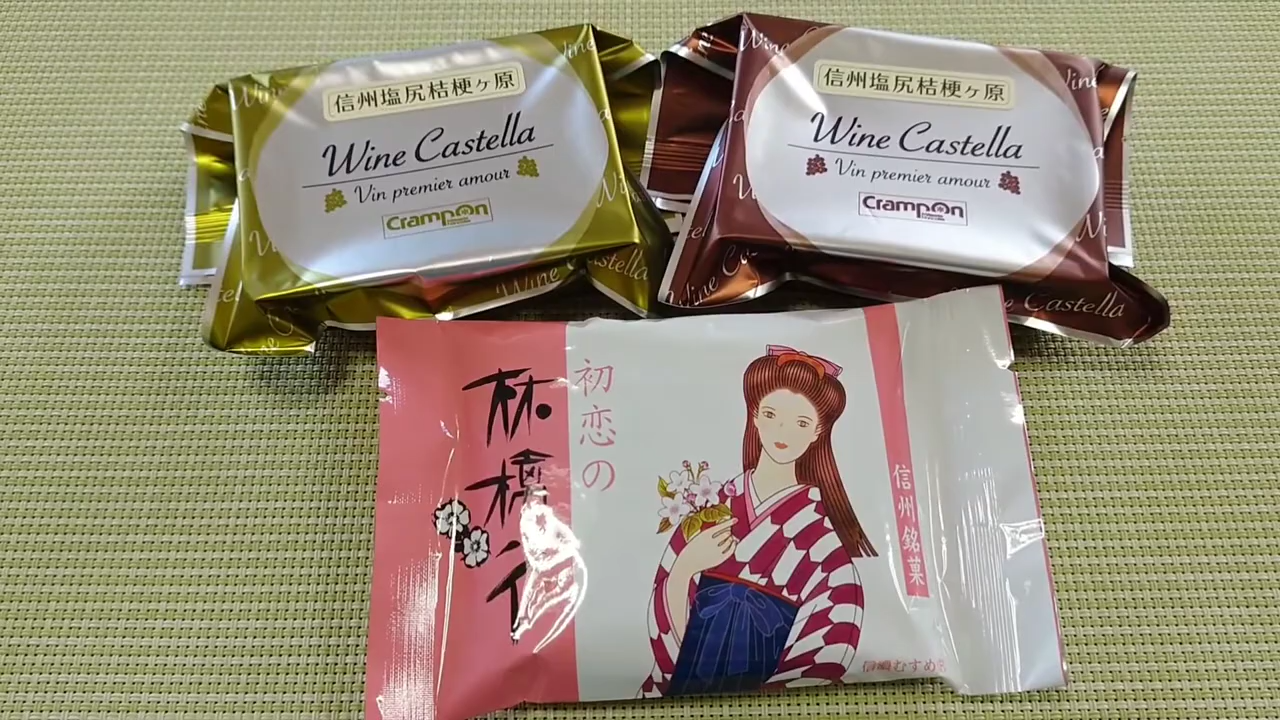 信州塩尻桔梗ヶ原
Wine Castella
Vin premier amour
Crampon
信州塩尻桔梗ヶ原
Wine Castella
Vin premier amour
Crampon
Wine Castella
Wine Castella
初恋の
林檎
信州銘菓
むすめ